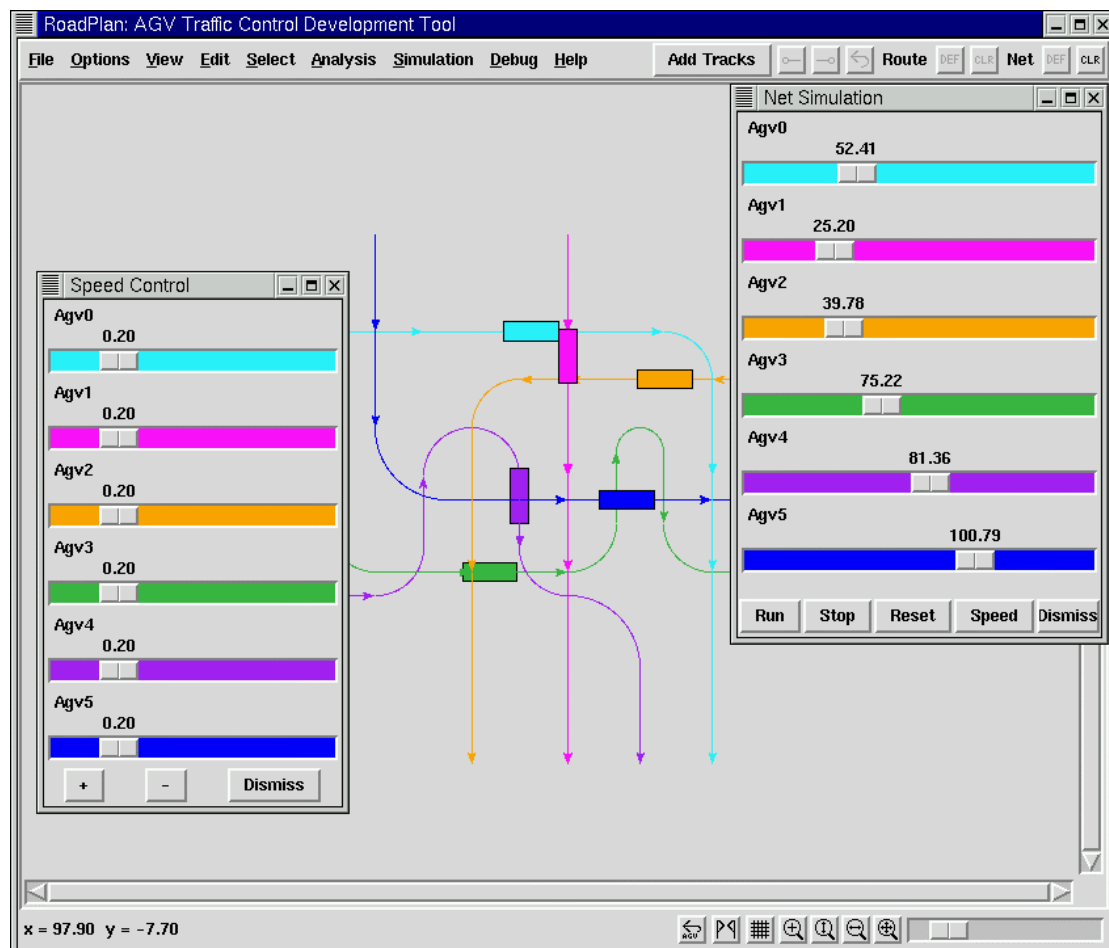 RoadPlan: AGV Traffic Control Development Tool
File Options View Edit Select Analysis Simulation Debug Help Add Tracks Route DEF CLR Net DEF CLR
Net Simulation
Agv0
52.41
Agv1
25.20
Agv2
39.78
Agv3
75.22
Agv4
81.36
Agv5
100.79
Run Stop Reset Speed Dismiss
Speed Control
Agv0
0.20
Agv1
0.20
Agv2
0.20
Agv3
0.20
Agv4
0.20
Agv5
0.20
+ - Dismiss
x = 97.90 y = -7.70
AGV